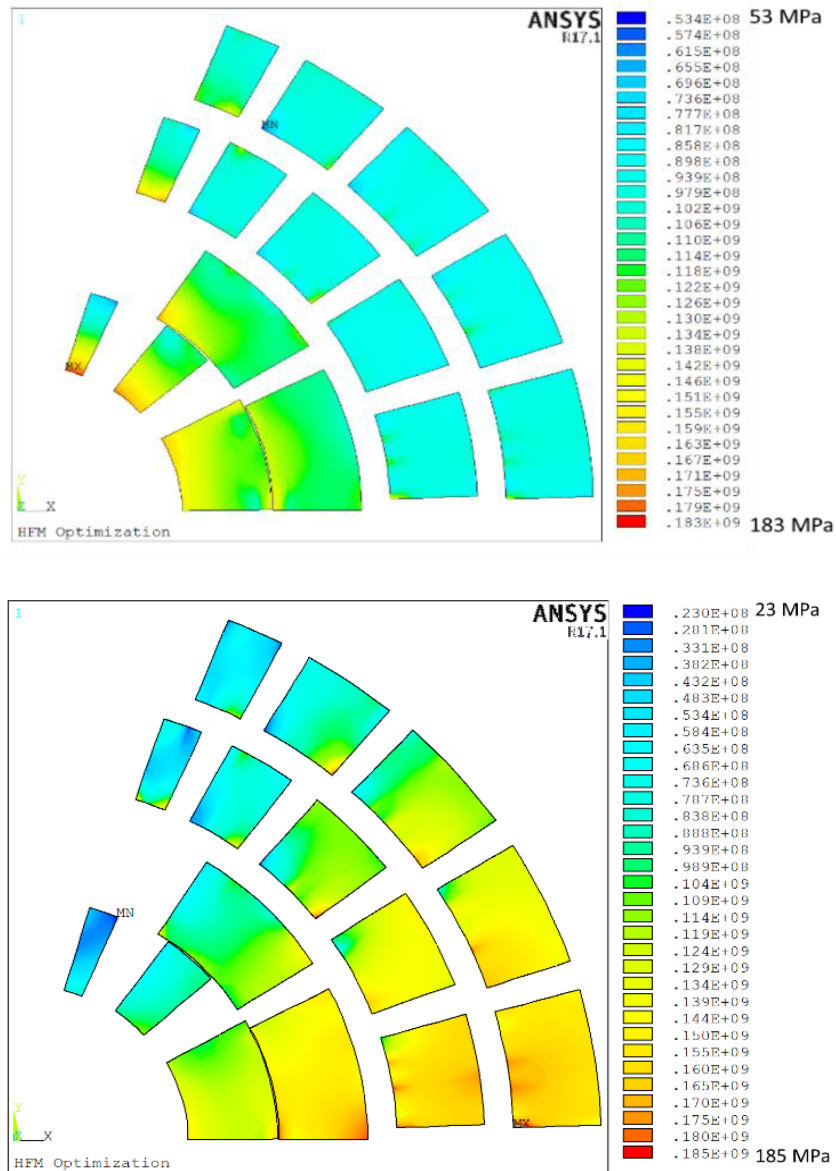 1
ANSYS
R17.1
MN
MX
Y
Z X
HFM Optimization
.534E+08 53 MPa
.574E+08
.615E+08
.655E+08
.696E+08
.736E+08
.777E+08
.817E+08
.858E+08
.898E+08
.939E+08
.979E+08
.102E+09
.106E+09
.110E+09
.114E+09
.118E+09
.122E+09
.126E+09
.130E+09
.134E+09
.138E+09
.142E+09
.146E+09
.151E+09
.155E+09
.159E+09
.163E+09
.167E+09
.171E+09
.175E+09
.179E+09
.183E+09 183 MPa
1
ANSYS
R17.1
MN
MX
Y
Z X
HFM Optimization
.230E+08 23 MPa
.281E+08
.331E+08
.382E+08
.432E+08
.483E+08
.534E+08
.584E+08
.635E+08
.686E+08
.736E+08
.787E+08
.838E+08
.888E+08
.939E+08
.989E+08
.104E+09
.109E+09
.114E+09
.119E+09
.124E+09
.129E+09
.134E+09
.139E+09
.144E+09
.150E+09
.155E+09
.160E+09
.165E+09
.170E+09
.175E+09
.180E+09
.185E+09 185 MPa